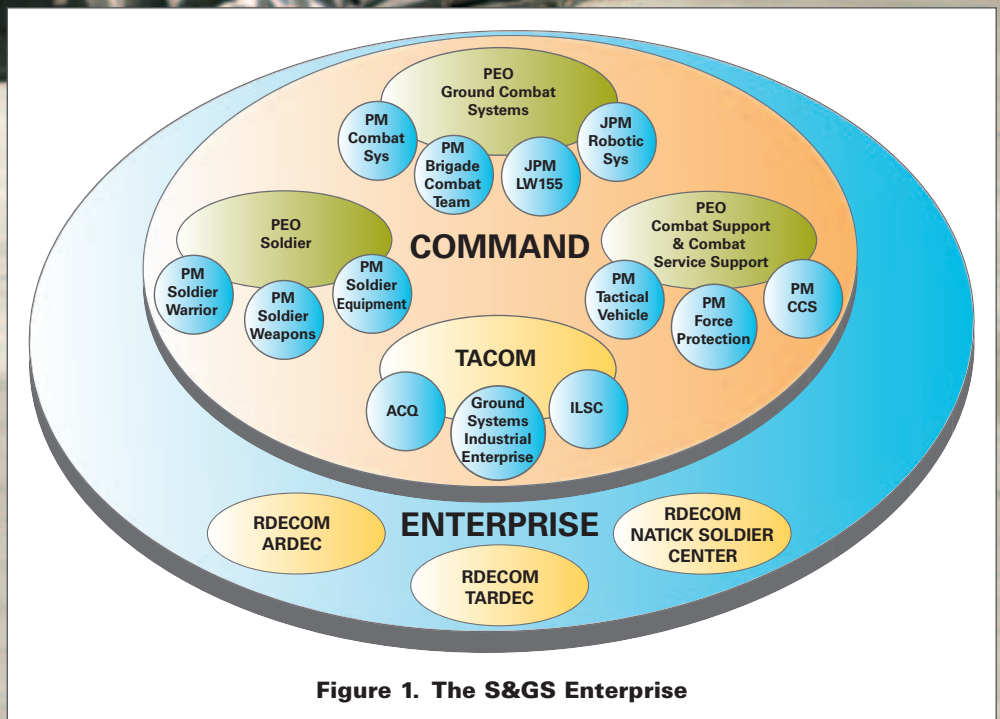 PEO
Ground Combat
Systems
PM
Combat
Sys
PM
Brigade
Combat
Team
JPM
LW155
JPM
Robotic
Sys
PEO
Soldier
PM
Soldier
Warrior
PM
Soldier
Weapons
PM
Soldier
Equipment
COMMAND
PEO
Combat Support
& Combat
Service Support
PM
Tactical
Vehicle
PM
Force
Protection
PM
CCS
TACOM
ACQ
Ground
Systems
Industrial
Enterprise
ILSC
ENTERPRISE
RDECOM
ARDEC
RDECOM
TARDEC
RDECOM
NATICK SOLDIER
CENTER
Figure 1. The S&GS Enterprise